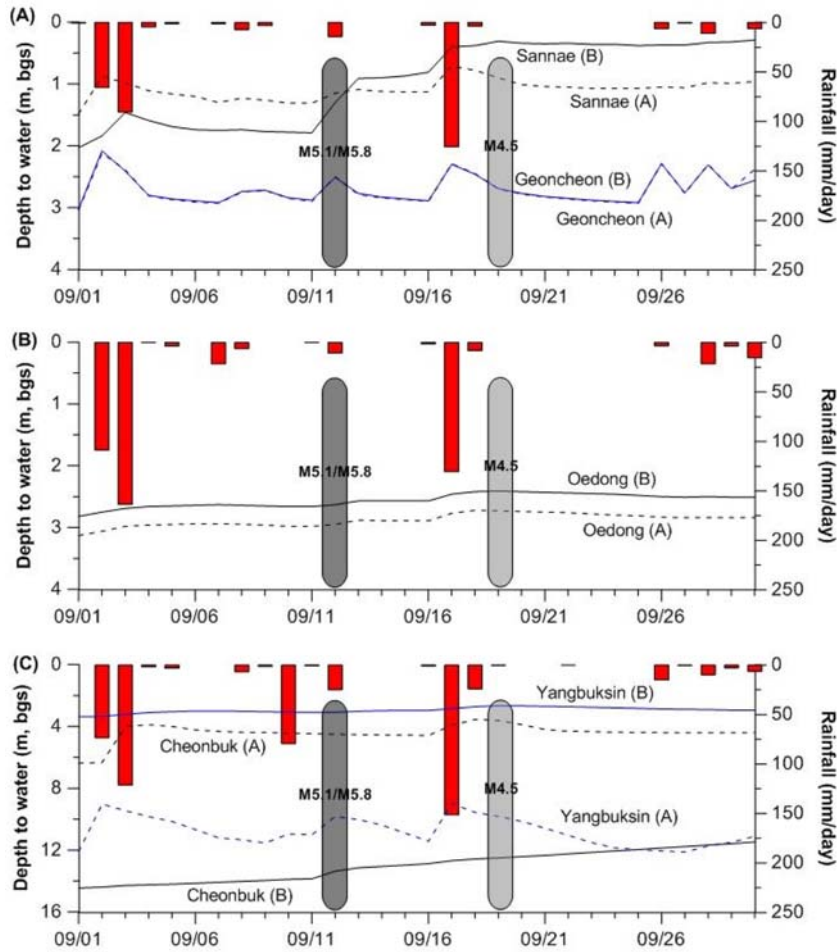 (A)
Depth to water (m, bgs)
0
1
2
3
4
Sannae (B)
Sannae (A)
M5.1/M5.8
M4.5
Geoncheon (B)
Geoncheon (A)
0
50
100
150
200
250
Rainfall (mm/day)
09/01 09/06 09/11 09/16 09/21 09/26
(B)
Depth to water (m, bgs)
0
1
2
3
4
M5.1/M5.8
M4.5
Oedong (B)
Oedong (A)
0
50
100
150
200
250
Rainfall (mm/day)
09/01 09/06 09/11 09/16 09/21 09/26
(C)
Depth to water (m, bgs)
0
4
8
12
16
Yangbuksin (B)
Cheonbuk (A)
M5.1/M5.8
M4.5
Yangbuksin (A)
Cheonbuk (B)
0
50
100
150
200
250
Rainfall (mm/day)
09/01 09/06 09/11 09/16 09/21 09/26